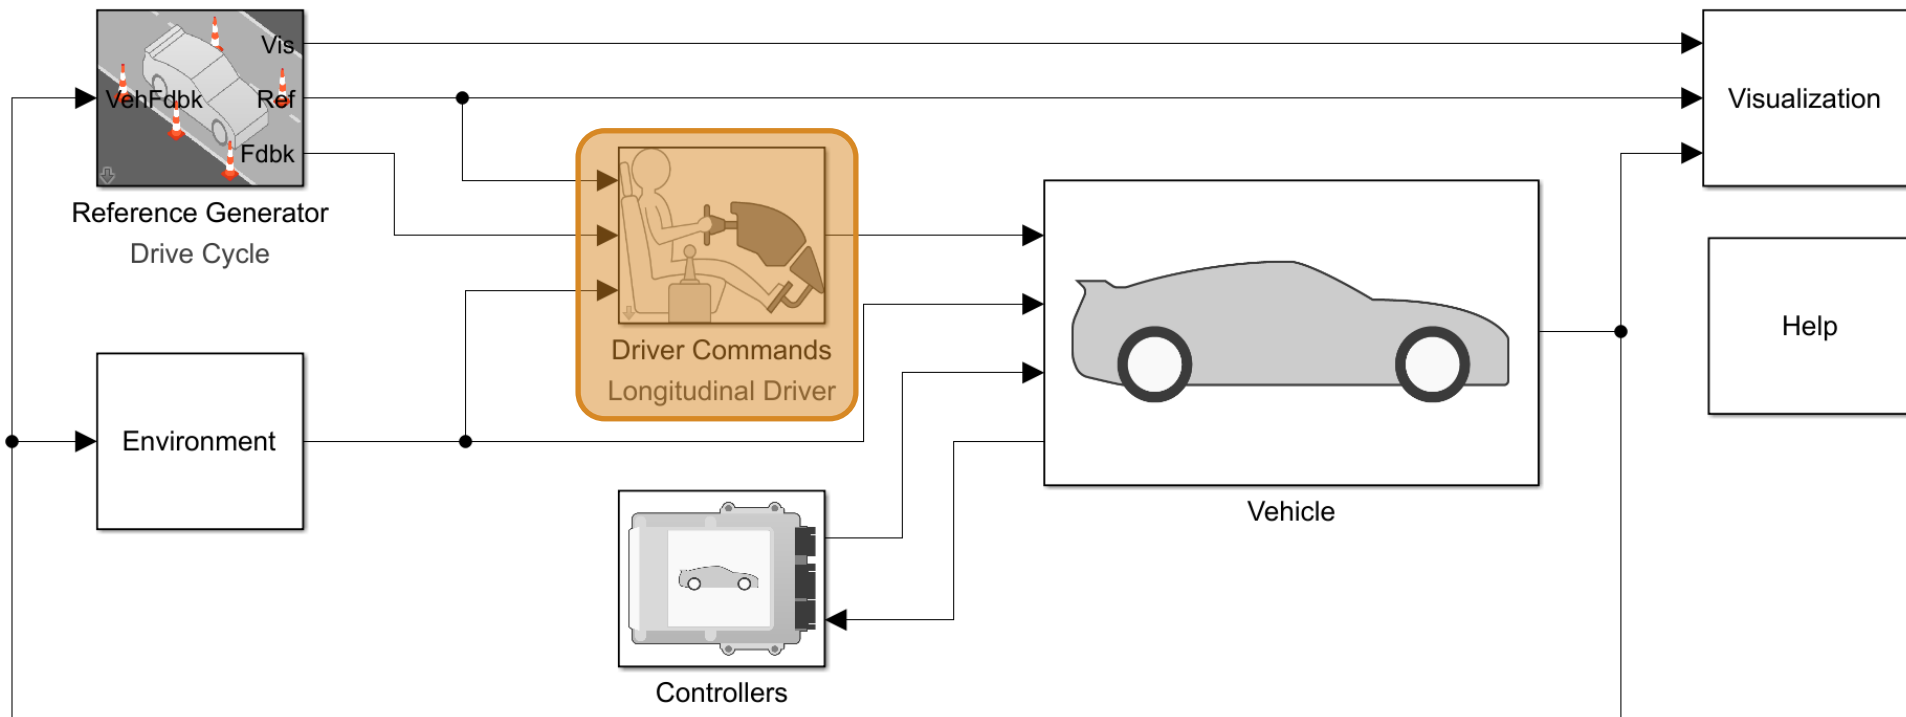 Vis
VehFdbk
Ref
Fdbk
Reference Generator
Drive Cycle
Visualization
Driver Commands
Longitudinal Driver
Help
Environment
Vehicle
Controllers